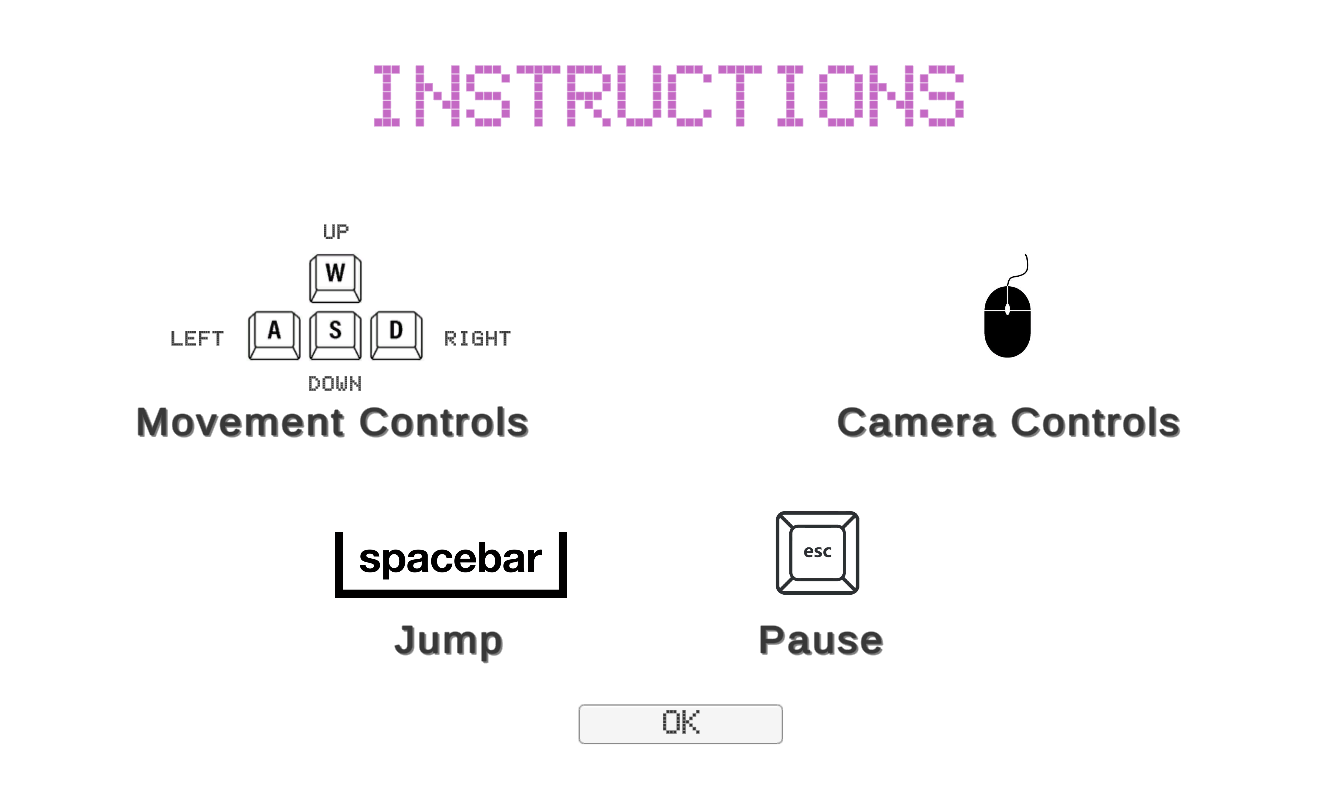 INSTRUCTIONS
UP
W
LEFT A S D RIGHT
DOWN
Movement Controls
Camera Controls
spacebar
Jump
esc
Pause
OK